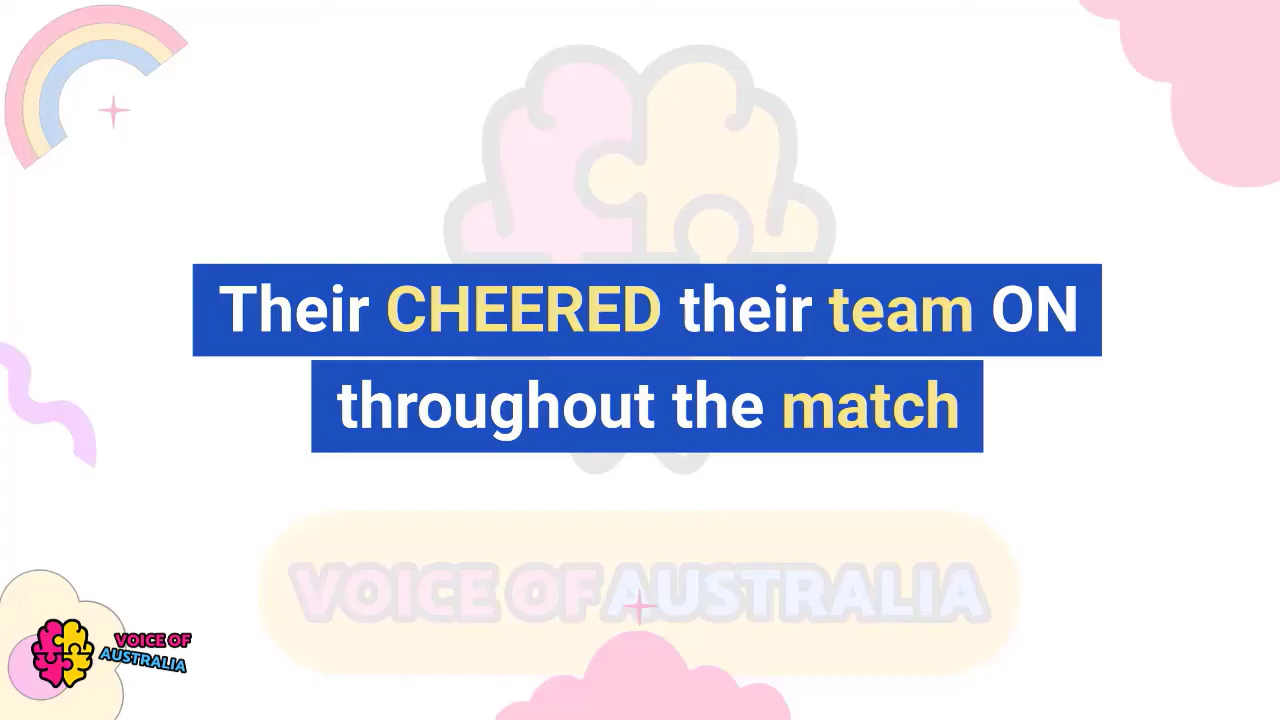 Their CHEERED their team ON
throughout the match
VOICE OF AUSTRALIA
VOICE OF
AUSTRALIA